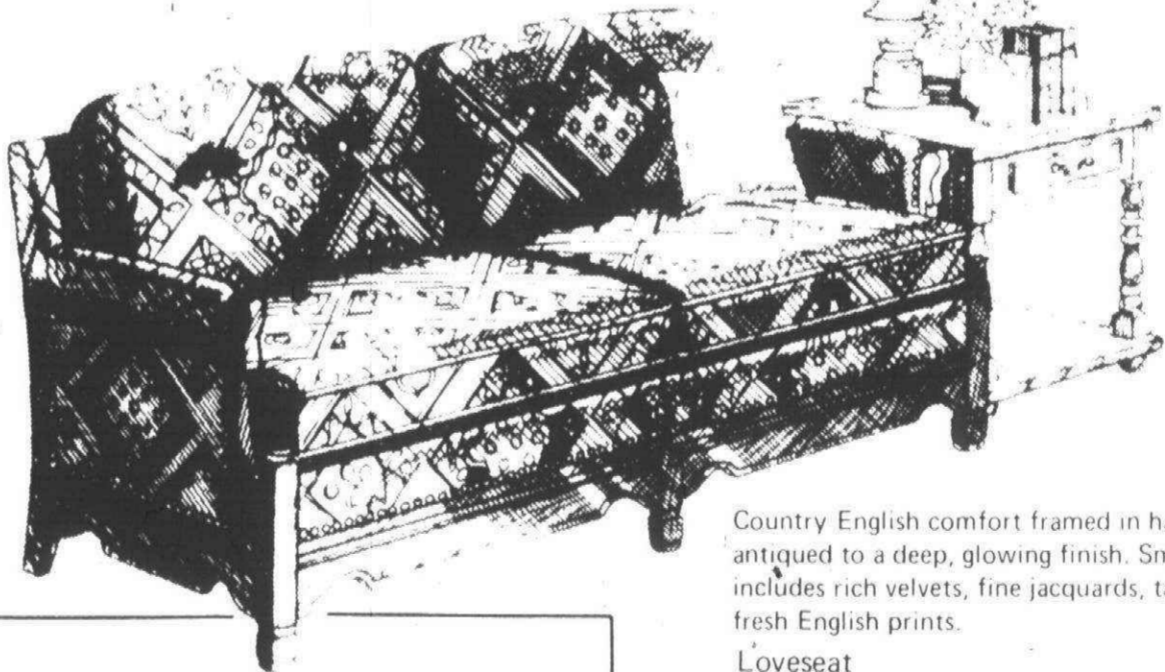 Country English comfort framed in
antiqued to a deep, glowing finish.
includes rich velvets, fine jacquards,
fresh English prints.
Loveseat